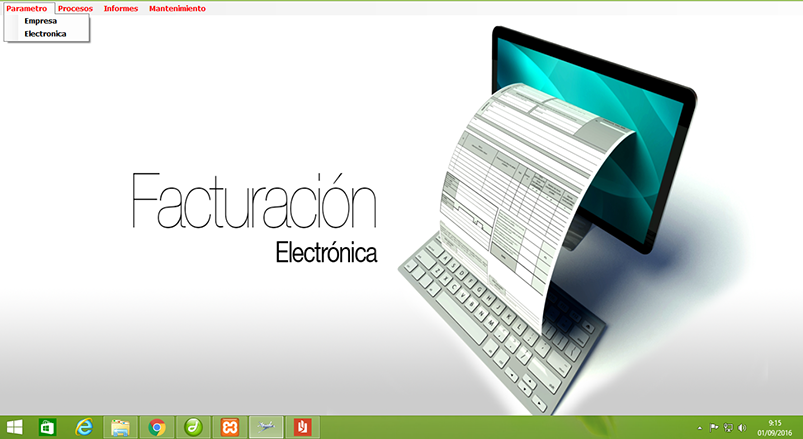 Parametro Procesos Informes Mantenimiento
Empresa
Electronica
Facturación
Electrónica
9:15
01/09/2016